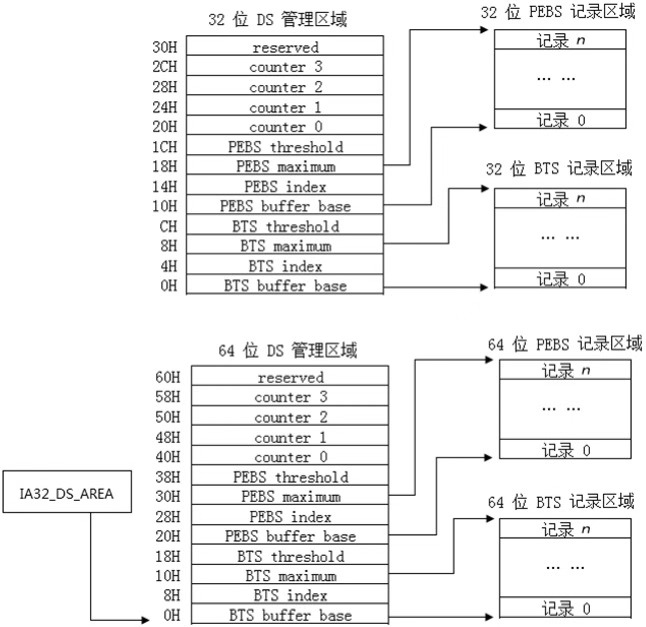 32 位 DS 管理区域
30H reserved
2CH counter 3
28H counter 2
24H counter 1
20H counter 0
1CH PEBS threshold
18H PEBS maximum
14H PEBS index
10H PEBS buffer base
CH BTS threshold
8H BTS maximum
4H BTS index
0H BTS buffer base
32 位 PEBS 记录区域
记录 n
... ...
记录 0
32 位 BTS 记录区域
记录 n
... ...
记录 0
64 位 DS 管理区域
60H reserved
58H counter 3
50H counter 2
48H counter 1
40H counter 0
38H PEBS threshold
30H PEBS maximum
28H PEBS index
20H PEBS buffer base
18H BTS threshold
10H BTS maximum
8H BTS index
0H BTS buffer base
IA32_DS_AREA
64 位 PEBS 记录区域
记录 n
... ...
记录 0
64 位 BTS 记录区域
记录 n
... ...
记录 0